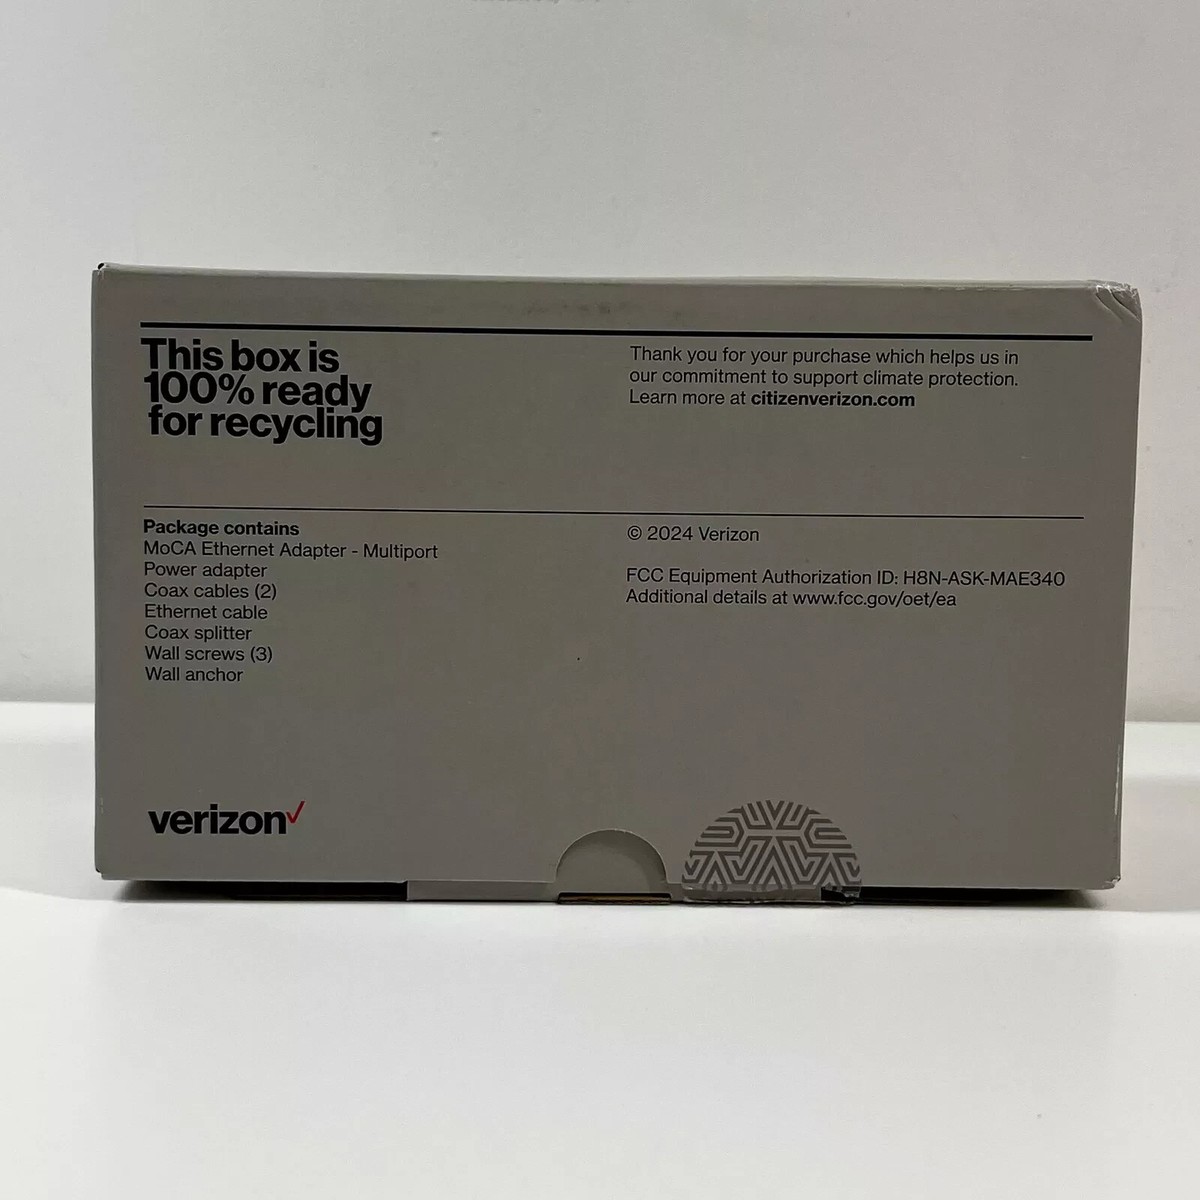 This box is
100% ready
for recycling
Thank you for your purchase which helps us in
our commitment to support climate protection.
Learn more at citizenverizon.com
Package contains
MoCA Ethernet Adapter - Multiport
Power adapter
Coax cables (2)
Ethernet cable
Coax splitter
Wall screws (3)
Wall anchor
© 2024 Verizon
FCC Equipment Authorization ID: H8N-ASK-MAE340
Additional details at www.fcc.gov/oet/ea
verizon